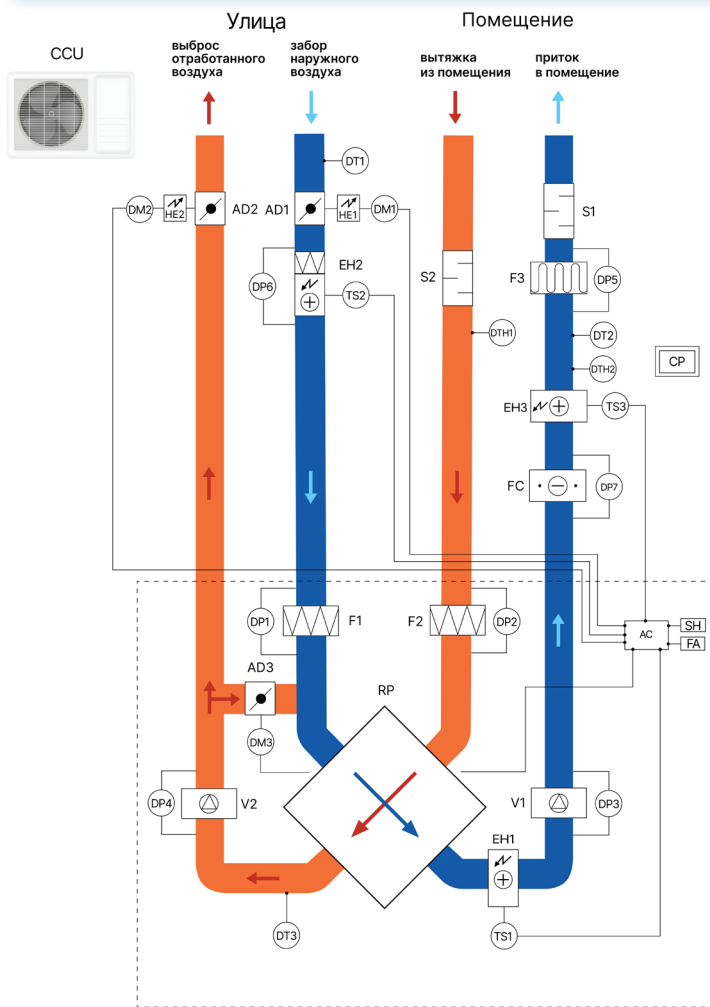 Улица
Помещение
CCU
выброс
отработанного
воздуха
забор
наружного
воздуха
вытяжка
из помещения
приток
в помещение
DT1
DM2
HE2
AD2
AD1
HE1
DM1
S1
EH2
DP6
TS2
S2
F3
DP5
DTH1
DT2
DTH2
CP
EH3
TS3
FC
DP7
DP1
F1
F2
DP2
AC
SH
FA
AD3
RP
DM3
DP4
V2
V1
DP3
EH1
DT3
TS1